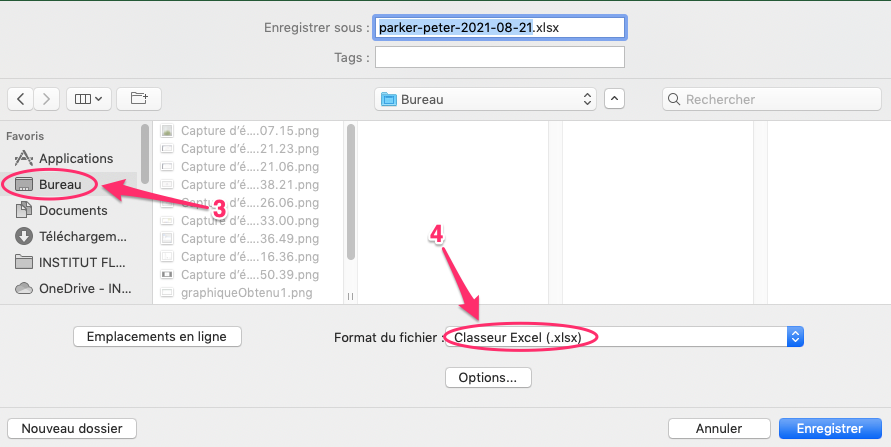 Enregistrer sous : parker-peter-2021-08-21.xlsx
Tags :
Bureau
Rechercher
Favoris
Applications
Bureau
Documents
Téléchargem...
INSTITUT FL...
OneDrive - IN...
Capture d'é....07.15.png
Capture d'é....21.23.png
Capture d'é....21.06.png
Capture d'é....38.21.png
Capture d'é....26.06.png
Capture d'é....33.00.png
Capture d'é....36.49.png
Capture d'é....16.36.png
Capture d'é....50.39.png
graphiqueObtenu1.png
3
4
Emplacements en ligne
Format du fichier : Classeur Excel (.xlsx)
Options...
Nouveau dossier
Annuler
Enregistrer